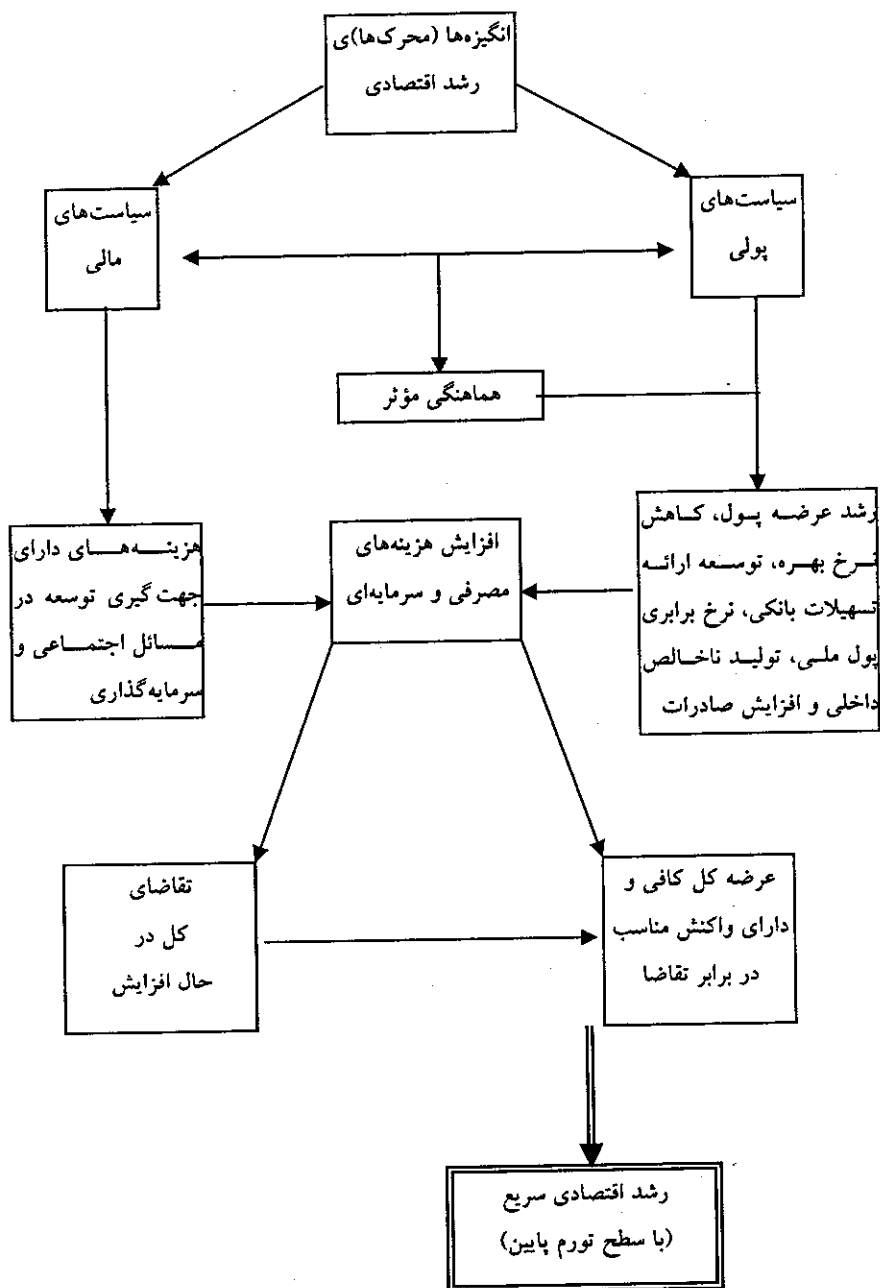 انگیزه‌ها (محرک‌ها)ی
رشد اقتصادی
سیاست‌های
پولی
سیاست‌های
مالی
هماهنگی مؤثر
رشد عرضه پول، کاهش
نرخ بهره، توسعه ارائه
تسهیلات بانکی، نرخ برابری
پول ملی، تولید ناخالص
داخلی و افزایش صادرات
افزایش هزینه‌های
مصرفی و سرمایه‌ای
هزینه‌های دارای
جهت‌گیری توسعه در
مسائل اجتماعی و
سرمایه‌گذاری
عرضه کل کافی و
دارای واکنش مناسب
در برابر تقاضا
تقاضای
کل در
حال افزایش
رشد اقتصادی سریع
(با سطح تورم پایین)